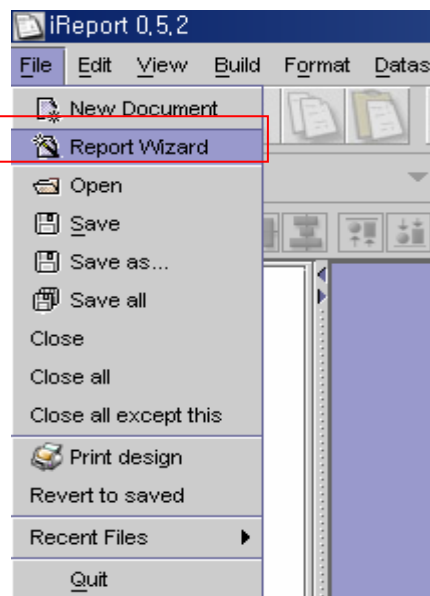 iReport 0,5,2
File Edit View Build Format Datas
New Document
Report Wizard
Open
Save
Save as...
Save all
Close
Close all
Close all except this
Print design
Revert to saved
Recent Files
Quit